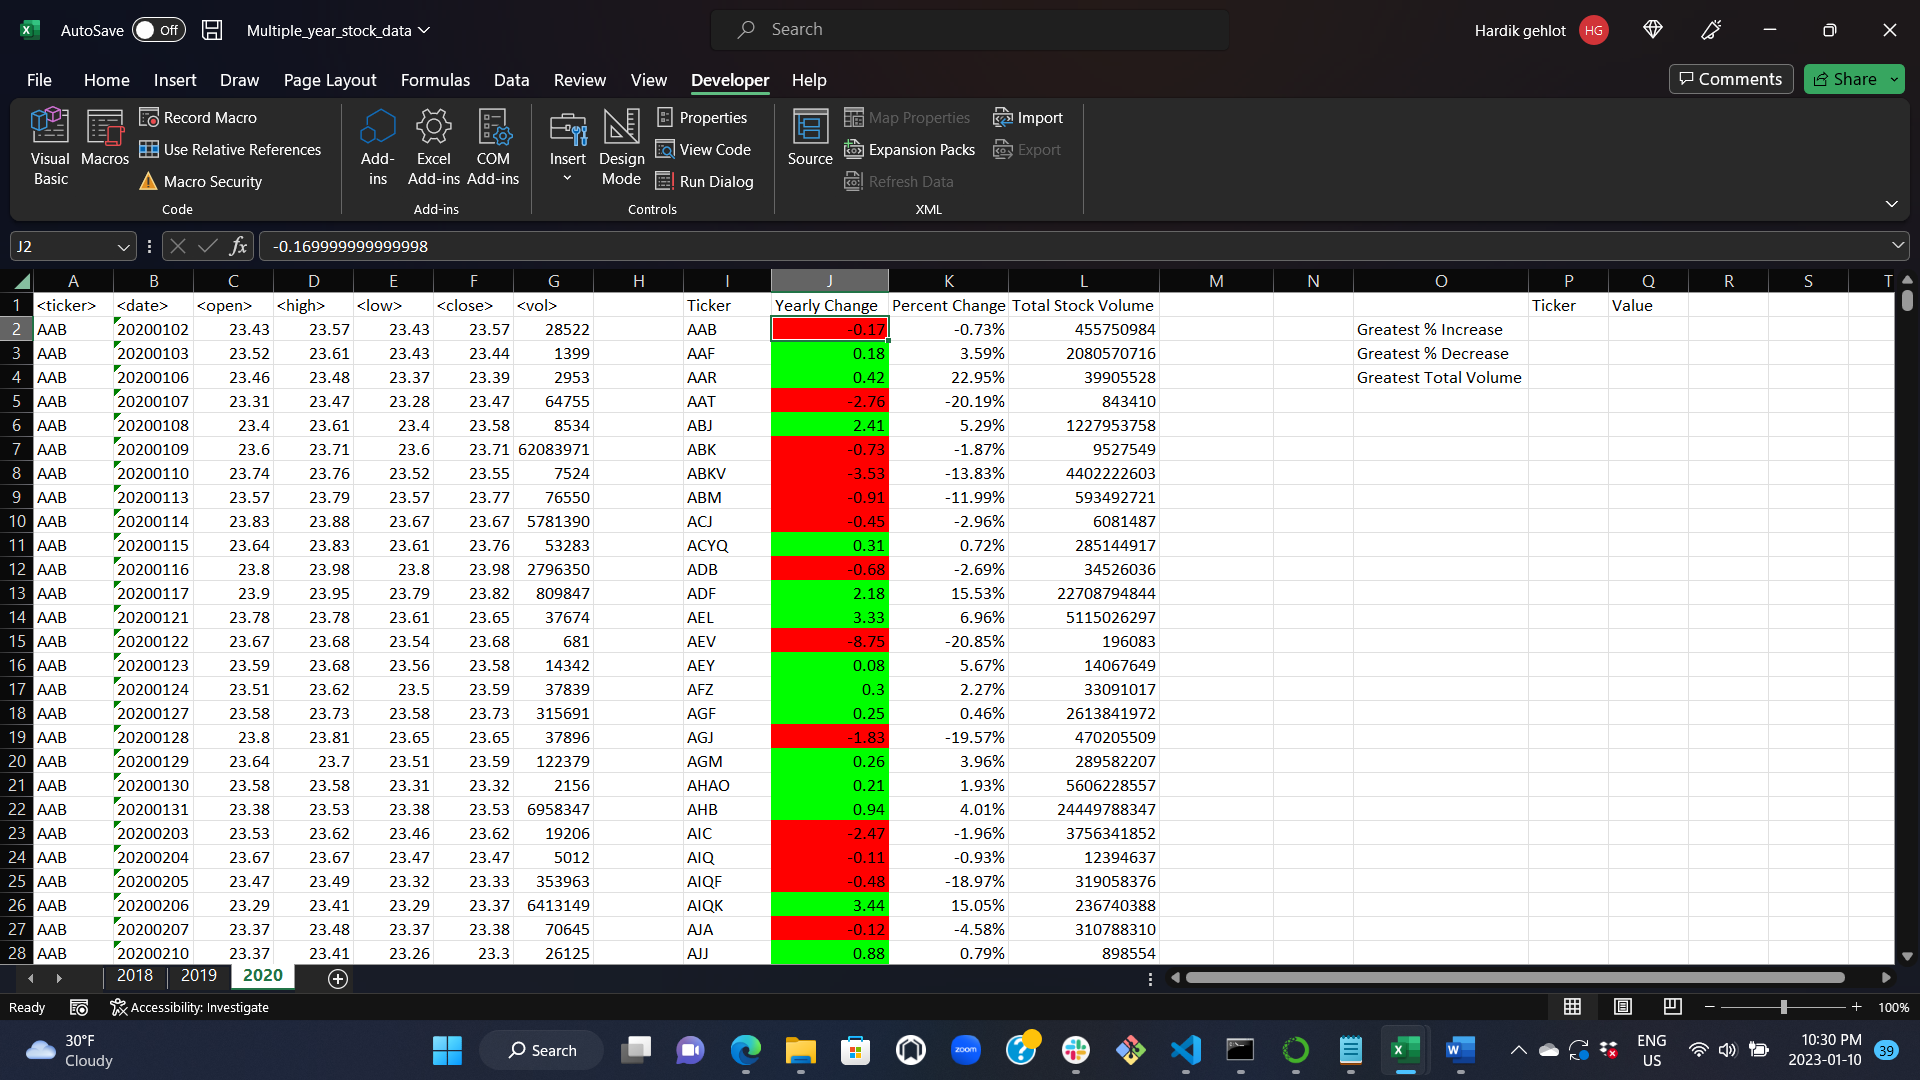 AutoSave Off Multiple_year_stock_data Search Hardik gehlot HG
File Home Insert Draw Page Layout Formulas Data Review View Developer Help Comments Share
Visual Basic
Macros
Record Macro
Use Relative References
Macro Security
Code
Add-ins
Excel Add-ins
COM Add-ins
Add-ins
Insert
Design Mode
Properties
View Code
Run Dialog
Controls
Source
Map Properties
Expansion Packs
Refresh Data
Import
Export
XML
J2 fx -0.169999999999998
A B C D E F G H I J K L M N O P Q R S T
1 <ticker> <date> <open> <high> <low> <close> <vol> Ticker Yearly Change Percent Change Total Stock Volume Ticker Value
2 AAB 20200102 23.43 23.57 23.43 23.57 28522 AAB -0.17 -0.73% 455750984 Greatest % Increase
3 AAB 20200103 23.52 23.61 23.43 23.44 1399 AAF 0.18 3.59% 2080570716 Greatest % Decrease
4 AAB 20200106 23.46 23.48 23.37 23.39 2953 AAR 0.42 22.95% 39905528 Greatest Total Volume
5 AAB 20200107 23.31 23.47 23.28 23.47 64755 AAT -2.76 -20.19% 843410
6 AAB 20200108 23.4 23.61 23.4 23.58 8534 ABJ 2.41 5.29% 1227953758
7 AAB 20200109 23.6 23.71 23.6 23.71 62083971 ABK -0.73 -1.87% 9527549
8 AAB 20200110 23.74 23.76 23.52 23.55 7524 ABKV -3.53 -13.83% 4402222603
9 AAB 20200113 23.57 23.79 23.57 23.77 76550 ABM -0.91 -11.99% 593492721
10 AAB 20200114 23.83 23.88 23.67 23.67 5781390 ACJ -0.45 -2.96% 6081487
11 AAB 20200115 23.64 23.83 23.61 23.76 53283 ACYQ 0.31 0.72% 285144917
12 AAB 20200116 23.8 23.98 23.8 23.98 2796350 ADB -0.68 -2.69% 34526036
13 AAB 20200117 23.9 23.95 23.79 23.82 809847 ADF 2.18 15.53% 22708794844
14 AAB 20200121 23.78 23.78 23.61 23.65 37674 AEL 3.33 6.96% 5115026297
15 AAB 20200122 23.67 23.68 23.54 23.68 681 AEV -8.75 -20.85% 196083
16 AAB 20200123 23.59 23.68 23.56 23.58 14342 AEY 0.08 5.67% 14067649
17 AAB 20200124 23.51 23.62 23.5 23.59 37839 AFZ 0.3 2.27% 33091017
18 AAB 20200127 23.58 23.73 23.58 23.73 315691 AGF 0.25 0.46% 2613841972
19 AAB 20200128 23.8 23.81 23.65 23.65 37896 AGJ -1.83 -19.57% 470205509
20 AAB 20200129 23.64 23.7 23.51 23.59 122379 AGM 0.26 3.96% 289582207
21 AAB 20200130 23.58 23.58 23.31 23.32 2156 AHAO 0.21 1.93% 5606228557
22 AAB 20200131 23.38 23.53 23.38 23.53 6958347 AHB 0.94 4.01% 24449788347
23 AAB 20200203 23.53 23.62 23.46 23.62 19206 AIC -2.47 -1.96% 3756341852
24 AAB 20200204 23.67 23.67 23.47 23.47 5012 AIQ -0.11 -0.93% 12394637
25 AAB 20200205 23.47 23.49 23.32 23.33 353963 AIQF -0.48 -18.97% 319058376
26 AAB 20200206 23.29 23.41 23.29 23.37 6413149 AIQK 3.44 15.05% 236740388
27 AAB 20200207 23.37 23.48 23.37 23.38 70645 AJA -0.12 -4.58% 310788310
28 AAB 20200210 23.37 23.41 23.26 23.3 26125 AJJ 0.88 0.79% 898554
2018 2019 2020
Ready Accessibility: Investigate 100%
30°F
Cloudy
Search
zoom
ENG
US
10:30 PM
2023-01-10
39